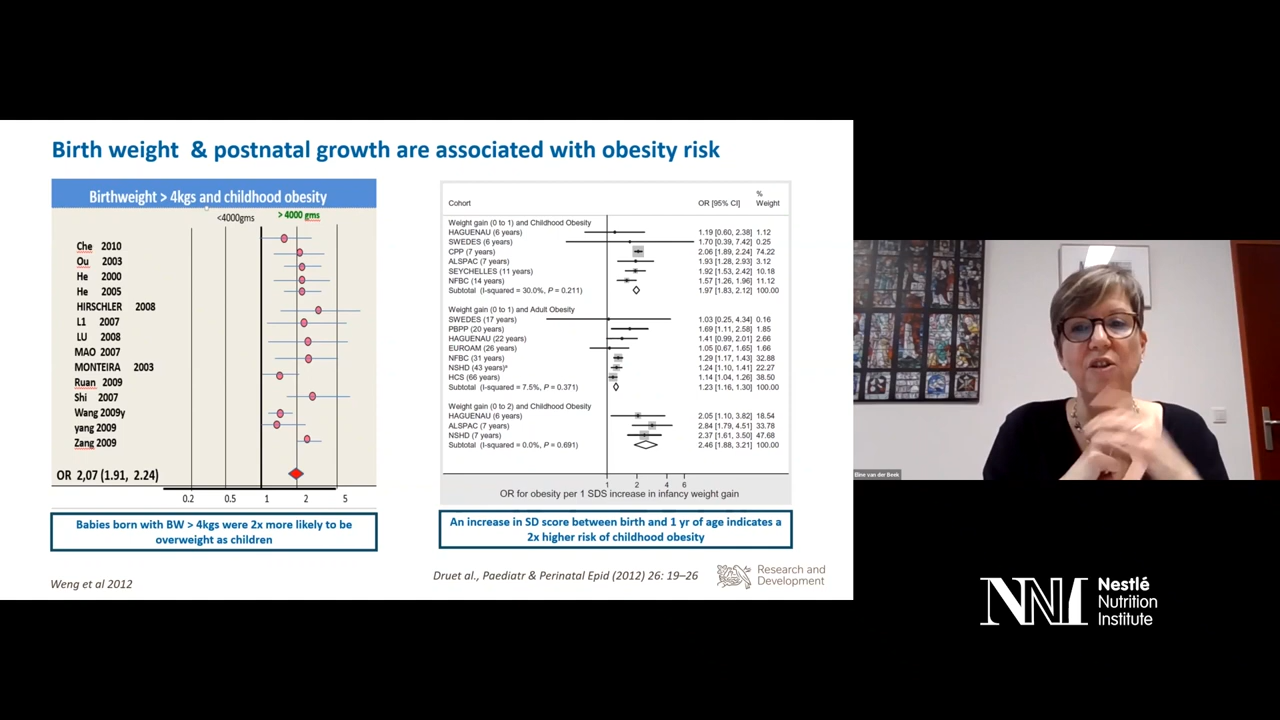 Birth weight & postnatal growth are associated with obesity risk
Birthweight > 4kgs and childhood obesity
<4000gms > 4000 gms
Che 2010
Ou 2003
He 2000
He 2005
HIRSCHLER 2008
L1 2007
LU 2008
MAO 2007
MONTEIRA 2003
Ruan 2009
Shi 2007
Wang 2009y
yang 2009
Zang 2009
OR 2,07 (1.91, 2.24)
0.2 0.5 1 2 5
Babies born with BW > 4kgs were 2x more likely to be
overweight as children
Weng et al 2012
%
Cohort OR [95% CI] Weight
Weight gain (0 to 1) and Childhood Obesity
HAGUENAU (6 years) 1.19 [0.60, 2.38] 1.12
SWEDES (6 years) 1.70 [0.39, 7.42] 0.25
CPP (7 years) 2.06 [1.89, 2.24] 74.22
ALSPAC (7 years) 1.93 [1.28, 2.93] 3.12
SEYCHELLES (11 years) 1.92 [1.53, 2.42] 10.18
NFBC (14 years) 1.57 [1.26, 1.96] 11.12
Subtotal (I-squared = 30.0%, P = 0.211) 1.97 [1.83, 2.12] 100.00
Weight gain (0 to 1) and Adult Obesity
SWEDES (17 years) 1.03 [0.25, 4.34] 0.16
PBPP (20 years) 1.69 [1.11, 2.58] 1.85
HAGUENAU (22 years) 1.41 [0.99, 2.01] 2.66
EUROAM (26 years) 1.05 [0.67, 1.65] 1.66
NFBC (31 years) 1.29 [1.17, 1.43] 32.88
NSHD (43 years)ª 1.24 [1.10, 1.41] 22.27
HCS (66 years) 1.14 [1.04, 1.26] 38.50
Subtotal (I-squared = 7.5%, P = 0.371) 1.23 [1.16, 1.30] 100.00
Weight gain (0 to 2) and Childhood Obesity
HAGUENAU (6 years) 2.05 [1.10, 3.82] 18.54
ALSPAC (7 years) 2.84 [1.79, 4.51] 33.78
NSHD (7 years) 2.37 [1.61, 3.50] 47.68
Subtotal (I-squared = 0.0%, P = 0.691) 2.46 [1.88, 3.21] 100.00
1 2 4 6
OR for obesity per 1 SDS increase in infancy weight gain
An increase in SD score between birth and 1 yr of age indicates a
2x higher risk of childhood obesity
Druet al., Paediatr & Perinatal Epid (2012) 26: 19–26
Research and
Development
Eline van der Beek
NNI Nestlé
Nutrition
Institute